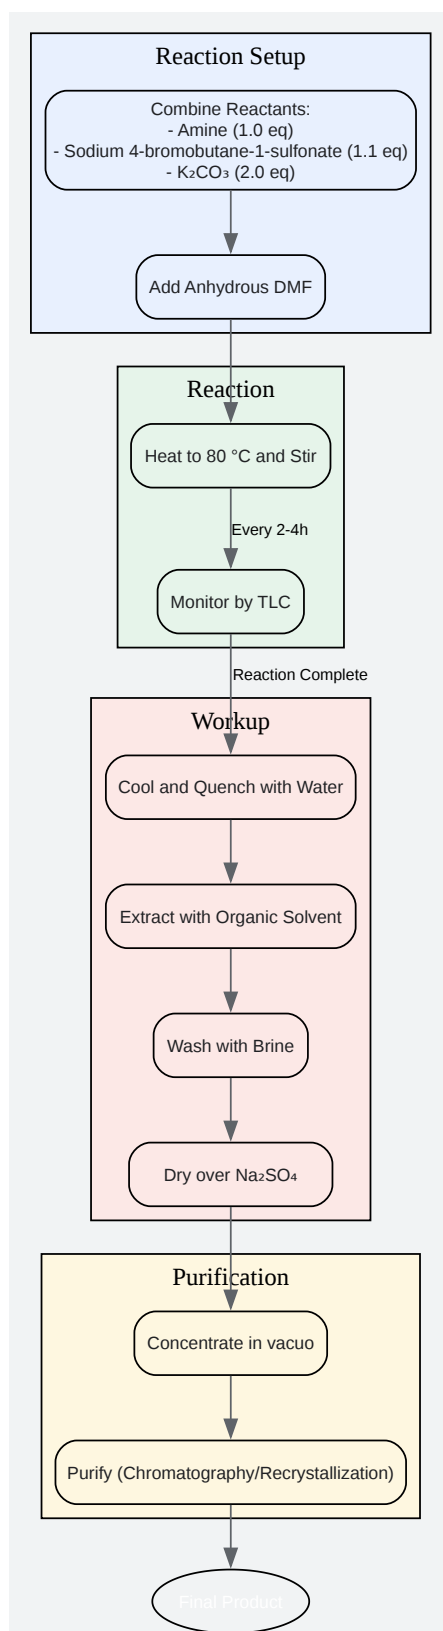 Reaction Setup
Combine Reactants:
- Amine (1.0 eq)
- Sodium 4-bromobutane-1-sulfonate (1.1 eq)
- K₂CO₃ (2.0 eq)
Add Anhydrous DMF
Reaction
Heat to 80 °C and Stir
Every 2-4h
Monitor by TLC
Reaction Complete
Workup
Cool and Quench with Water
Extract with Organic Solvent
Wash with Brine
Dry over Na₂SO₄
Purification
Concentrate in vacuo
Purify (Chromatography/Recrystallization)
Final Product